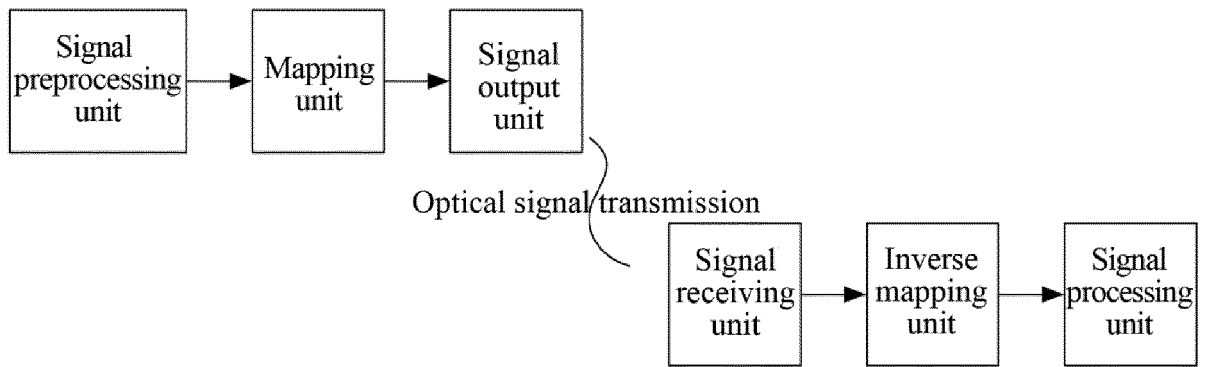 Signal
preprocessing
unit
Mapping
unit
Signal
output
unit
Optical signal transmission
Signal
receiving
unit
Inverse
mapping
unit
Signal
processing
unit